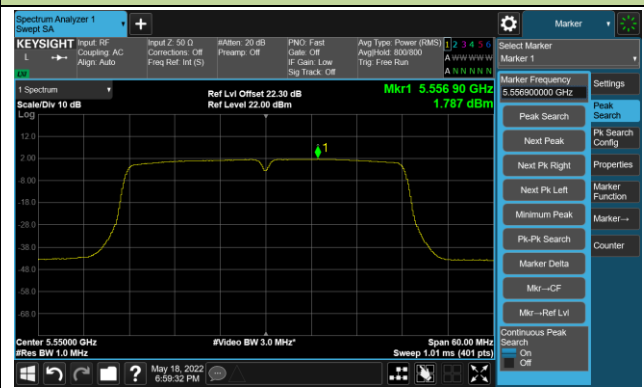 Spectrum Analyzer 1
Swept SA
Marker
KEYSIGHT
L
Input: RF
Coupling: AC
Align: Auto
Input Z: 50 Ω
Corrections: Off
Freq Ref: Int (S)
#Atten: 20 dB
Preamp: Off
PNO: Fast
Gate: Off
IF Gain: Low
Sig Track: Off
Avg Type: Power (RMS)
Avg|Hold: 800/800
Trig: Free Run
1 2 3 4 5 6
A W W W W W
A N N N N N
Select Marker
Marker 1
1 Spectrum
Scale/Div 10 dB
Log
Ref Lvl Offset 22.30 dB
Ref Level 22.00 dBm
Mkr1 5.556 90 GHz
1.787 dBm
12.0
2.00
-8.00
-18.0
-28.0
-38.0
-48.0
-58.0
-68.0
1
Center 5.55000 GHz
#Res BW 1.0 MHz
#Video BW 3.0 MHz*
Span 60.00 MHz
Sweep 1.01 ms (401 pts)
Marker Frequency
5.556900000 GHz
Peak Search
Next Peak
Next Pk Right
Next Pk Left
Minimum Peak
Pk-Pk Search
Marker Delta
Mkr→CF
Mkr→Ref Lvl
Continuous Peak
Search
On
Off
Settings
Peak
Search
Pk Search
Config
Properties
Marker
Function
Marker→
Counter
May 18, 2022
6:59:32 PM